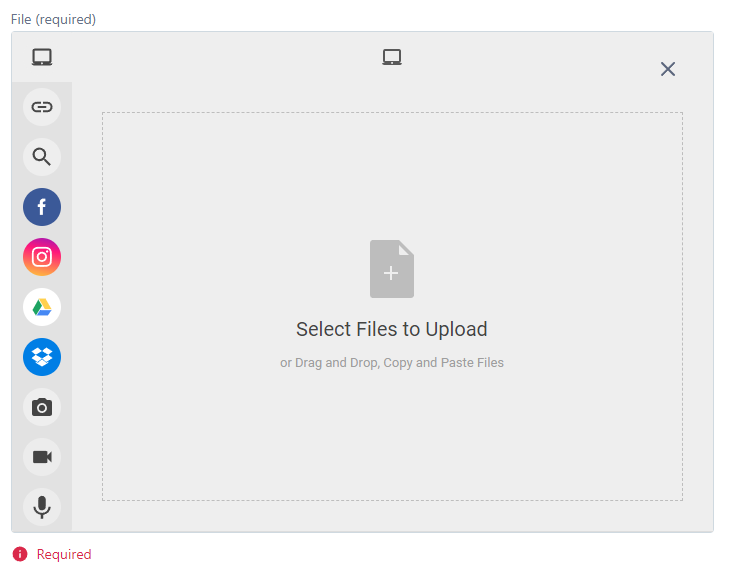 File (required)
Select Files to Upload
or Drag and Drop, Copy and Paste Files
Required